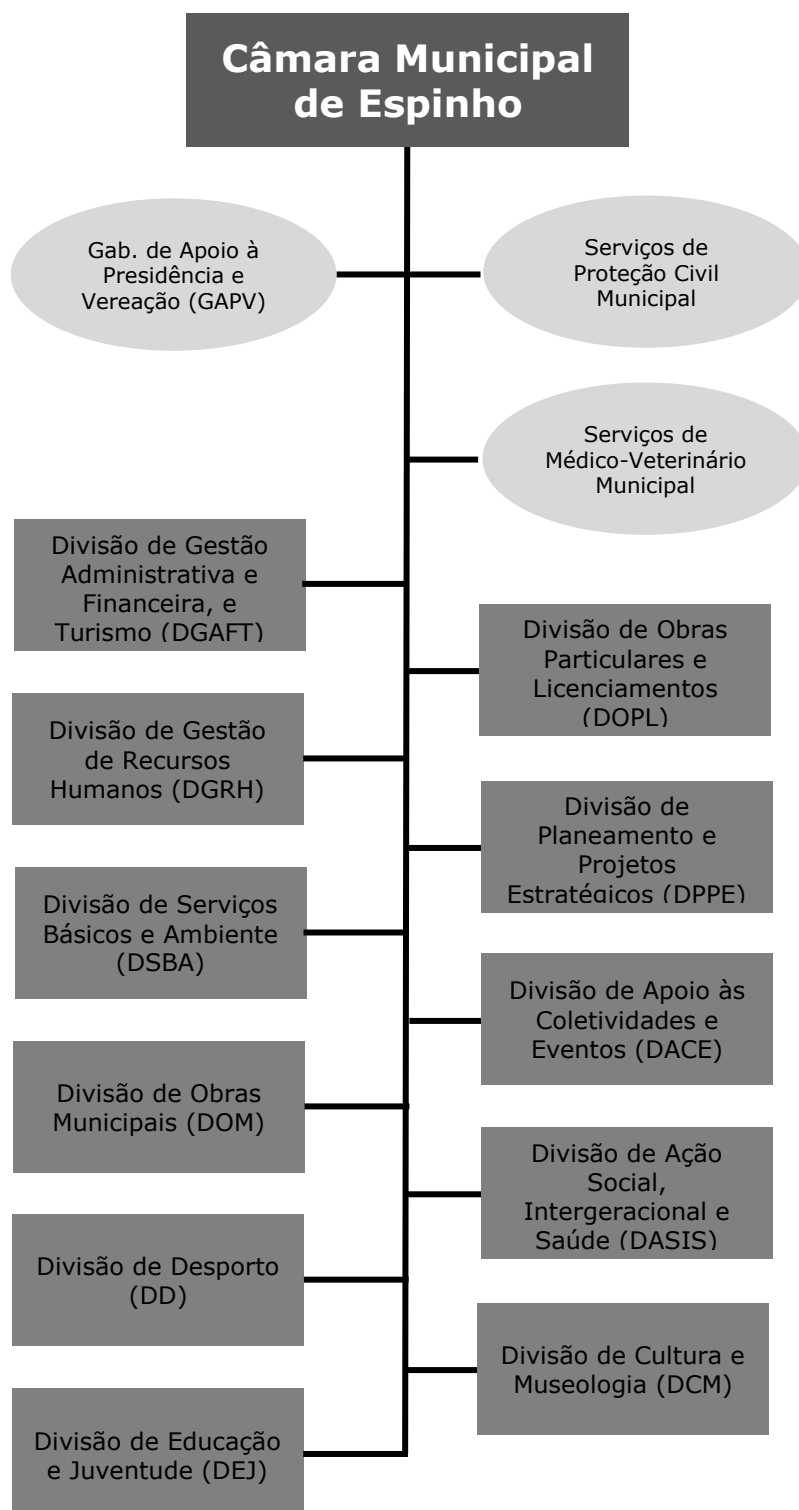 Câmara Municipal
de Espinho
Gab. de Apoio à
Presidência e
Vereação (GAPV)
Serviços de
Proteção Civil
Municipal
Serviços de
Médico-Veterinário
Municipal
Divisão de Gestão
Administrativa e
Financeira, e
Turismo (DGAFT)
Divisão de Obras
Particulares e
Licenciamentos
(DOPL)
Divisão de Gestão
de Recursos
Humanos (DGRH)
Divisão de
Planeamento e
Projetos
Estratégicos (DPPE)
Divisão de Serviços
Básicos e Ambiente
(DSBA)
Divisão de Apoio às
Coletividades e
Eventos (DACE)
Divisão de Obras
Municipais (DOM)
Divisão de Ação
Social,
Intergeracional e
Saúde (DASIS)
Divisão de Desporto
(DD)
Divisão de Cultura e
Museologia (DCM)
Divisão de Educação
e Juventude (DEJ)